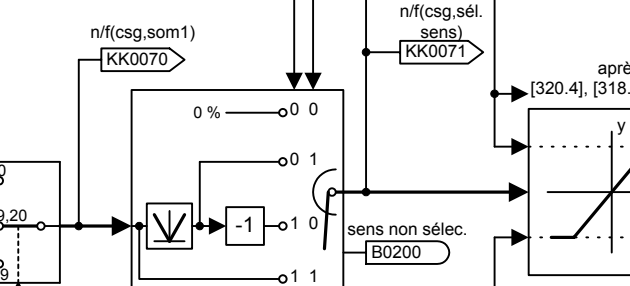 n/f(csg,sél.
sens)
n/f(csg,som1)
KK0071
KK0070
aprè
[320.4], [318.
0 %
0 0
y
0 1
9,20
-1
1 0
sens non sélec.
B0200
1 1
9